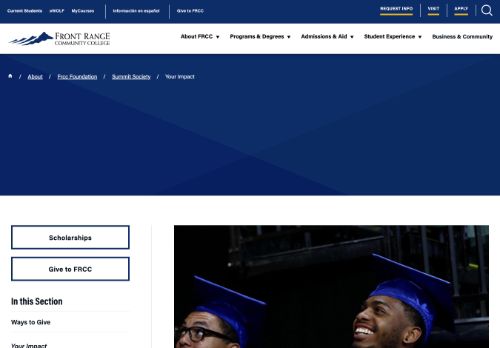 Current Students eWOLF MyCourses Información en español Give to FRCC REQUEST INFO VISIT APPLY
FRONT RANGE
COMMUNITY COLLEGE
About FRCC Programs & Degrees Admissions & Aid Student Experience Business & Community
/ About / Frcc Foundation / Summit Society / Your Impact
Scholarships
Give to FRCC
In this Section
Ways to Give
Your Impact